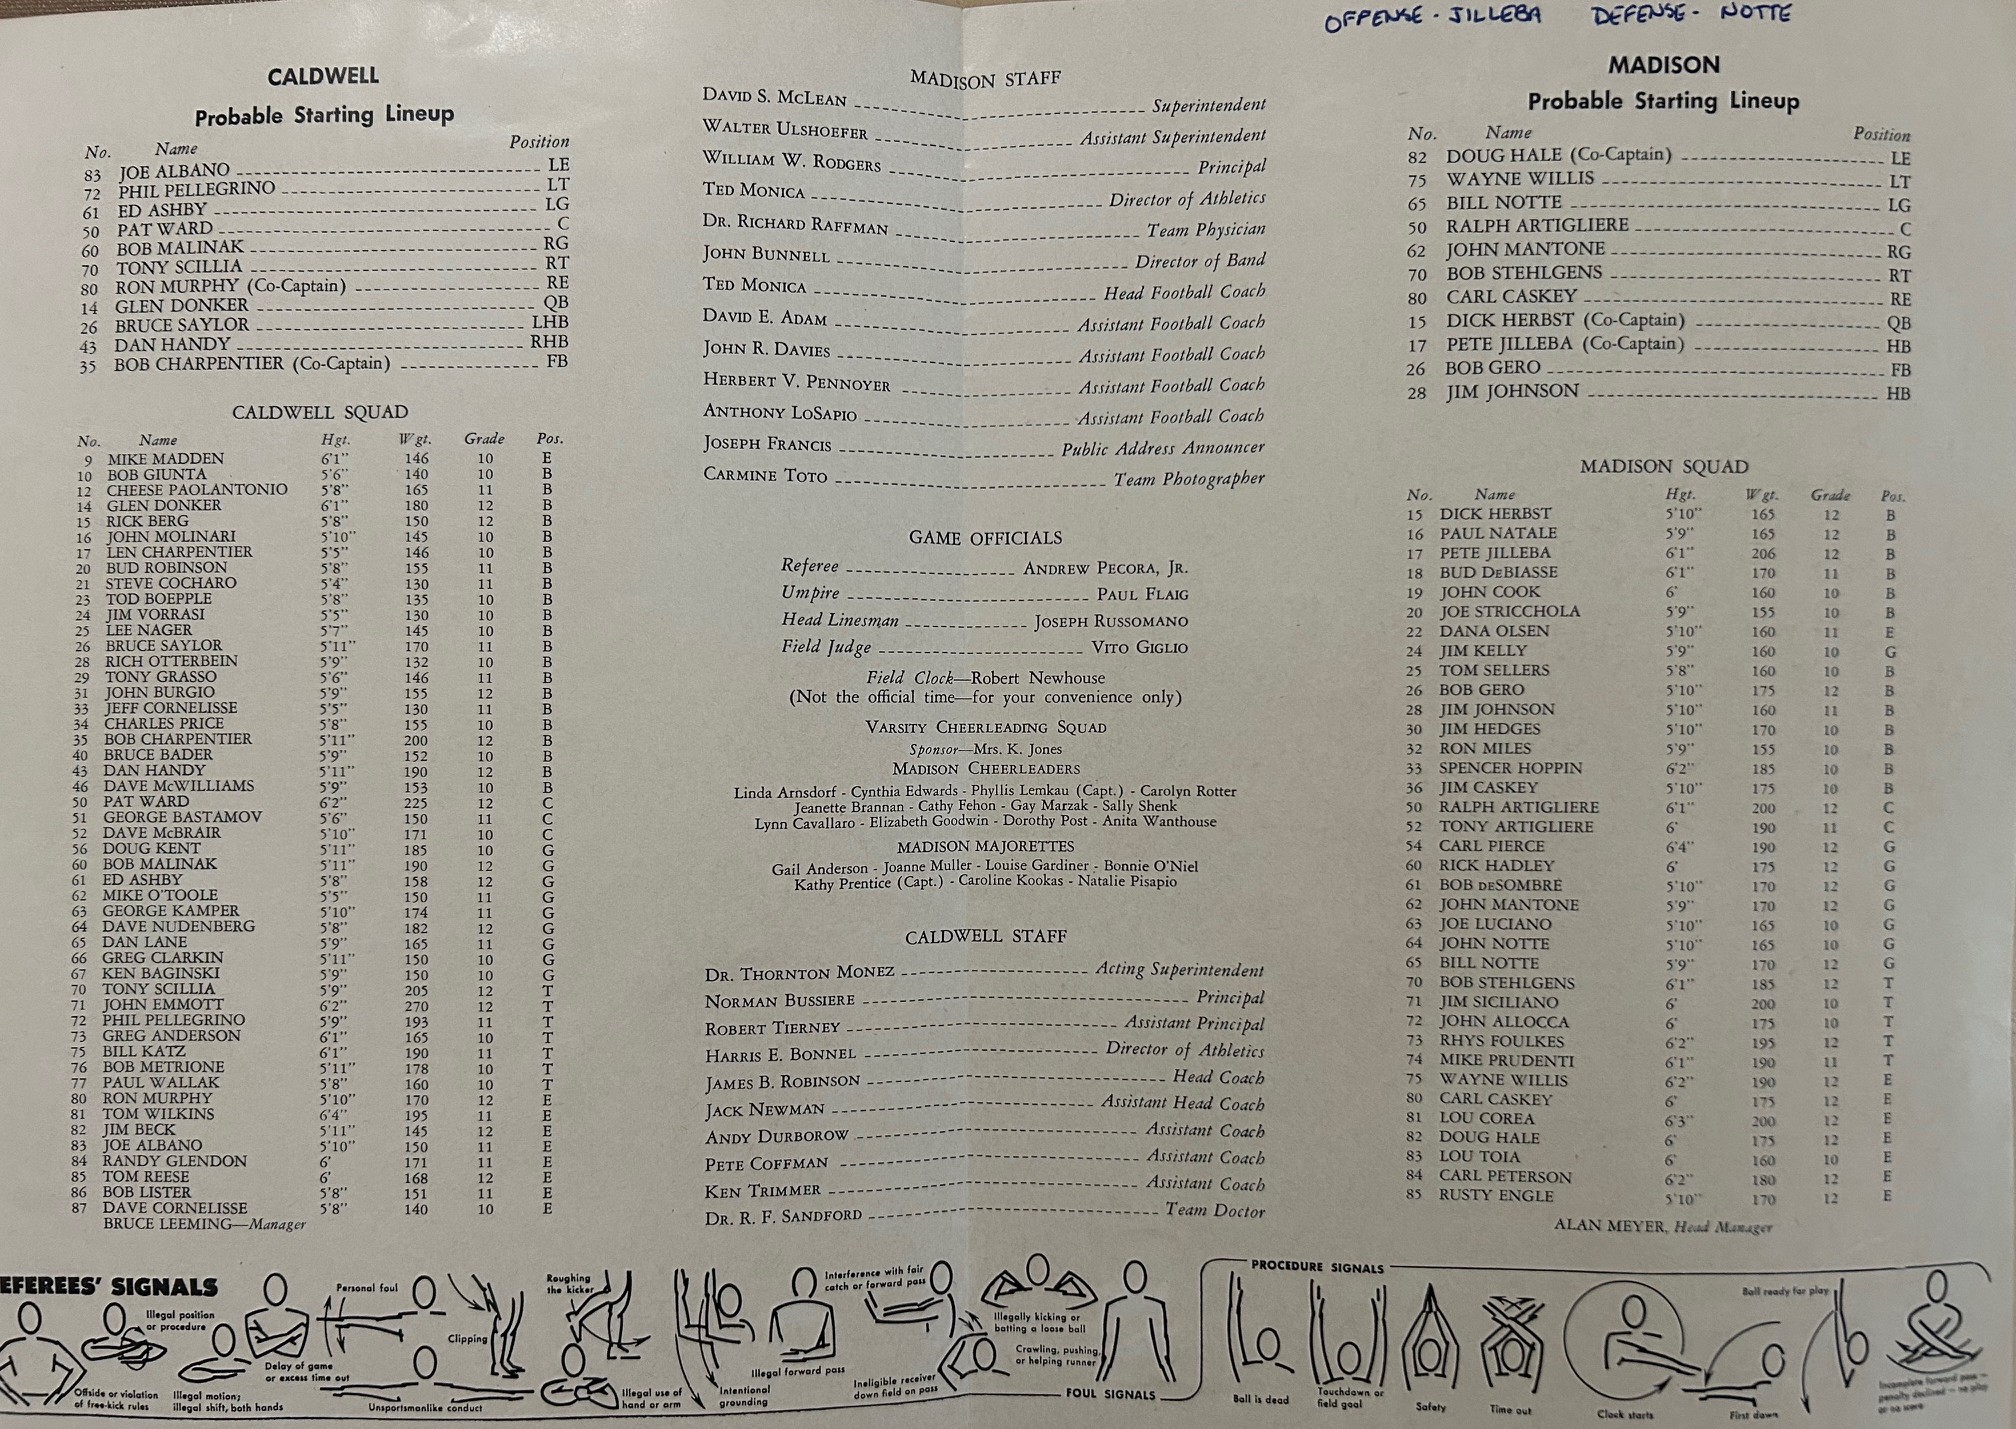 OFFENSE - JILLEBA DEFENSE - NOTTE
CALDWELL
Probable Starting Lineup
No. Name Position
83 JOE ALBANO LE
72 PHIL PELLEGRINO LT
61 ED ASHBY LG
50 PAT WARD C
60 BOB MALINAK RG
70 TONY SCILLIA RT
80 RON MURPHY (Co-Captain) RE
14 GLEN DONKER QB
26 BRUCE SAYLOR LHB
43 DAN HANDY RHB
35 BOB CHARPENTIER (Co-Captain) FB
CALDWELL SQUAD
No. Name Hgt. Wgt. Grade Pos.
9 MIKE MADDEN 6'1" 146 10 E
10 BOB GIUNTA 5'6" 140 10 B
12 CHEESE PAOLANTONIO 5'8" 165 11 B
14 GLEN DONKER 6'1" 180 12 B
15 RICK BERG 5'8" 150 12 B
16 JOHN MOLINARI 5'10" 145 10 B
17 LEN CHARPENTIER 5'5" 146 10 B
20 BUD ROBINSON 5'8" 155 11 B
21 STEVE COCHARO 5'4" 130 11 B
23 TOD BOEPPLE 5'8" 135 10 B
24 JIM VORRASI 5'5" 130 10 B
25 LEE NAGER 5'7" 145 10 B
26 BRUCE SAYLOR 5'11" 170 11 B
28 RICH OTTERBEIN 5'9" 132 10 B
29 TONY GRASSO 5'6" 146 11 B
31 JOHN BURGIO 5'9" 155 12 B
33 JEFF CORNELISSE 5'5" 130 11 B
34 CHARLES PRICE 5'8" 155 10 B
35 BOB CHARPENTIER 5'11" 200 12 B
40 BRUCE BADER 5'9" 152 10 B
43 DAN HANDY 5'11" 190 12 B
46 DAVE McWILLIAMS 5'9" 153 10 B
50 PAT WARD 6'2" 225 12 C
51 GEORGE BASTAMOV 5'6" 150 11 C
52 DAVE McBRAIR 5'10" 171 10 C
56 DOUG KENT 5'11" 185 10 G
60 BOB MALINAK 5'11" 190 12 G
61 ED ASHBY 5'8" 158 12 G
62 MIKE O'TOOLE 5'5" 150 11 G
63 GEORGE KAMPER 5'10" 174 11 G
64 DAVE NUDENBERG 5'8" 182 12 G
65 DAN LANE 5'9" 165 11 G
66 GREG CLARKIN 5'11" 150 10 G
67 KEN BAGINSKI 5'9" 150 10 G
70 TONY SCILLIA 5'9" 205 12 T
71 JOHN EMMOTT 6'2" 270 12 T
72 PHIL PELLEGRINO 5'9" 193 11 T
73 GREG ANDERSON 6'1" 165 10 T
75 BILL KATZ 6'1" 190 11 T
76 BOB METRIONE 5'11" 178 10 T
77 PAUL WALLAK 5'8" 160 10 T
80 RON MURPHY 5'10" 170 12 E
81 TOM WILKINS 6'4" 195 11 E
82 JIM BECK 5'11" 145 12 E
83 JOE ALBANO 5'10" 150 11 E
84 RANDY GLENDON 6' 171 11 E
85 TOM REESE 6' 168 12 E
86 BOB LISTER 5'8" 151 11 E
87 DAVE CORNELISSE 5'8" 140 10 E
BRUCE LEEMING—Manager
MADISON STAFF
DAVID S. MCLEAN Superintendent
WALTER ULSHOEFER Assistant Superintendent
WILLIAM W. RODGERS Principal
TED MONICA Director of Athletics
DR. RICHARD RAFFMAN Team Physician
JOHN BUNNELL Director of Band
TED MONICA Head Football Coach
DAVID E. ADAM Assistant Football Coach
JOHN R. DAVIES Assistant Football Coach
HERBERT V. PENNOYER Assistant Football Coach
ANTHONY LOSAPIO Assistant Football Coach
JOSEPH FRANCIS Public Address Announcer
CARMINE TOTO Team Photographer
GAME OFFICIALS
Referee ANDREW PECORA, JR.
Umpire PAUL FLAIG
Head Linesman JOSEPH RUSSOMANO
Field Judge VITO GIGLIO
Field Clock—Robert Newhouse
(Not the official time—for your convenience only)
VARSITY CHEERLEADING SQUAD
Sponsor—Mrs. K. Jones
MADISON CHEERLEADERS
Linda Arnsdorf - Cynthia Edwards - Phyllis Lemkau (Capt.) - Carolyn Rotter
Jeanette Brannan - Cathy Fehon - Gay Marzak - Sally Shenk
Lynn Cavallaro - Elizabeth Goodwin - Dorothy Post - Anita Wanthouse
MADISON MAJORETTES
Gail Anderson - Joanne Muller - Louise Gardiner - Bonnie O'Niel
Kathy Prentice (Capt.) - Caroline Kookas - Natalie Pisapio
CALDWELL STAFF
DR. THORNTON MONEZ Acting Superintendent
NORMAN BUSSIERE Principal
ROBERT TIERNEY Assistant Principal
HARRIS E. BONNEL Director of Athletics
JAMES B. ROBINSON Head Coach
JACK NEWMAN Assistant Head Coach
ANDY DURBOROW Assistant Coach
PETE COFFMAN Assistant Coach
KEN TRIMMER Assistant Coach
DR. R. F. SANDFORD Team Doctor
MADISON
Probable Starting Lineup
No. Name Position
82 DOUG HALE (Co-Captain) LE
75 WAYNE WILLIS LT
65 BILL NOTTE LG
50 RALPH ARTIGLIERE C
62 JOHN MANTONE RG
70 BOB STEHLGENS RT
80 CARL CASKEY RE
15 DICK HERBST (Co-Captain) QB
17 PETE JILLEBA (Co-Captain) HB
26 BOB GERO FB
28 JIM JOHNSON HB
MADISON SQUAD
No. Name Hgt. Wgt. Grade Pos.
15 DICK HERBST 5'10" 165 12 B
16 PAUL NATALE 5'9" 165 12 B
17 PETE JILLEBA 6'1" 206 12 B
18 BUD DEBIASSE 6'1" 170 11 B
19 JOHN COOK 6' 160 10 B
20 JOE STRICCHOLA 5'9" 155 10 B
22 DANA OLSEN 5'10" 160 11 E
24 JIM KELLY 5'9" 160 10 G
25 TOM SELLERS 5'8" 160 10 B
26 BOB GERO 5'10" 175 12 B
28 JIM JOHNSON 5'10" 160 11 B
30 JIM HEDGES 5'10" 170 10 B
32 RON MILES 5'9" 155 10 B
33 SPENCER HOPPIN 6'2" 185 10 B
36 JIM CASKEY 5'10" 175 10 B
50 RALPH ARTIGLIERE 6'1" 200 12 C
52 TONY ARTIGLIERE 6' 190 11 C
54 CARL PIERCE 6'4" 190 12 G
60 RICK HADLEY 6' 175 12 G
61 BOB DESOMBRE 5'10" 170 12 G
62 JOHN MANTONE 5'9" 170 12 G
63 JOE LUCIANO 5'10" 165 10 G
64 JOHN NOTTE 5'10" 165 10 G
65 BILL NOTTE 5'9" 170 12 G
70 BOB STEHLGENS 6'1" 185 12 T
71 JIM SICILIANO 6' 200 10 T
72 JOHN ALLOCCA 6' 175 10 T
73 RHYS FOULKES 6'2" 195 12 T
74 MIKE PRUDENTI 6'1" 190 11 T
75 WAYNE WILLIS 6'2" 190 12 E
80 CARL CASKEY 6' 175 12 E
81 LOU COREA 6'3" 200 12 E
82 DOUG HALE 6' 175 12 E
83 LOU TOIA 6' 160 10 E
84 CARL PETERSON 6'2" 180 12 E
85 RUSTY ENGLE 5'10" 170 12 E
ALAN MEYER, Head Manager
EFEREES' SIGNALS
Offside or violation
of free-kick rules
Illegal position
or procedure
Illegal motion;
illegal shift, both hands
Delay of game
or excess time out
Personal foul
Unsportsmanlike conduct
Clipping
Roughing
the kicker
Illegal use of
hand or arm
Intentional
grounding
Illegal forward pass
Interference with fair
catch or forward pass
Ineligible receiver
down field on pass
Illegally kicking or
batting a loose ball
Crawling, pushing,
or helping runner
FOUL SIGNALS
PROCEDURE SIGNALS
Ball is dead
Touchdown or
field goal
Safety
Time out
Clock starts
First down
Ball ready for play
Incomplete forward pass—
penalty declined—no play
or no score